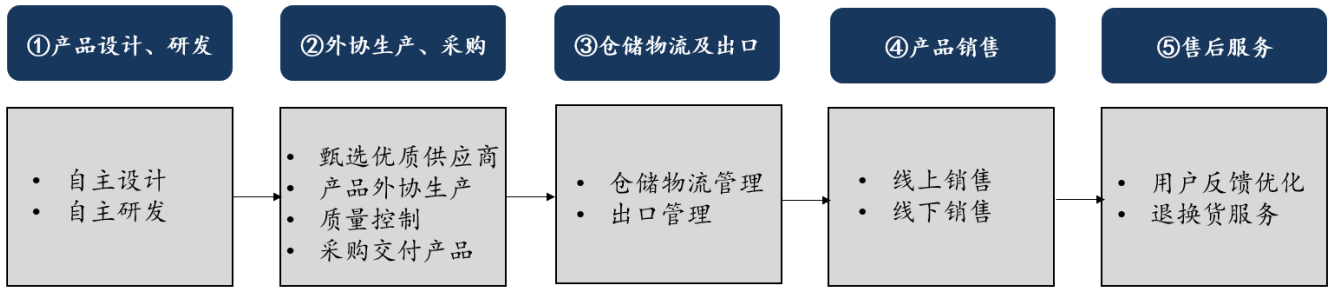 ①产品设计、研发
②外协生产、采购
③仓储物流及出口
④产品销售
⑤售后服务
• 自主设计
• 自主研发
• 甄选优质供应商
• 产品外协生产
• 质量控制
• 采购交付产品
• 仓储物流管理
• 出口管理
• 线上销售
• 线下销售
• 用户反馈优化
• 退换货服务